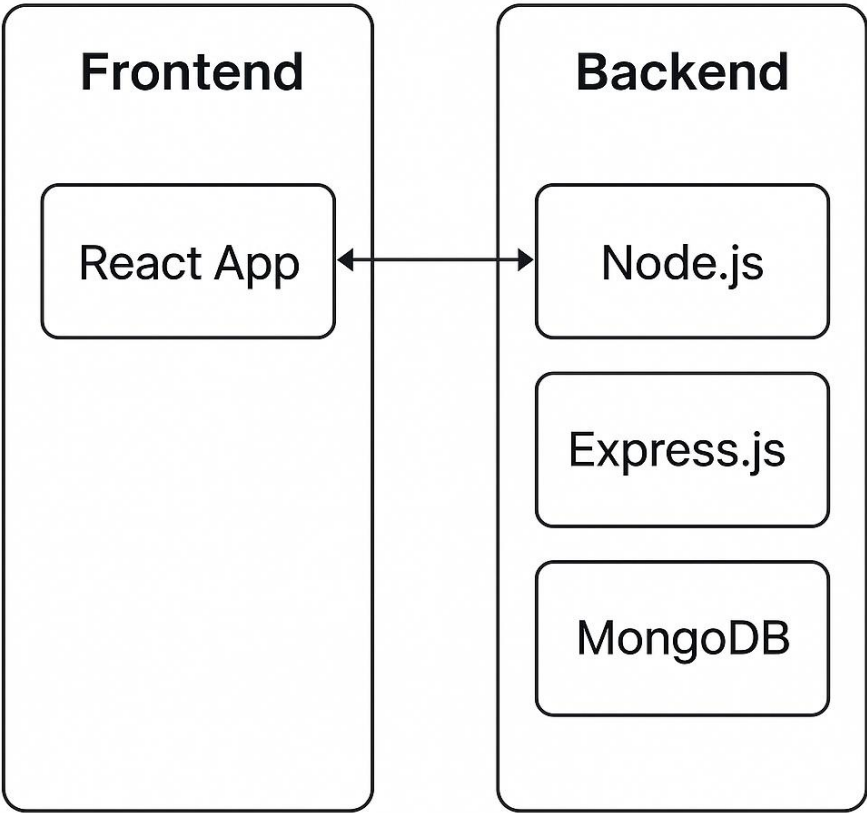 Frontend
React App
Backend
Node.js
Express.js
MongoDB